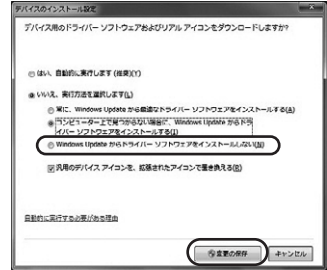 デバイスのインストール設定
デバイス用のドライバー ソフトウェアおよびリアル アイコンをダウンロードしますか?
はい、自動的に実行します (推奨)(Y)
いいえ、実行方法を選択します(L)
常に、Windows Update から最適なドライバー ソフトウェアをインストールする(A)
コンピューター上で見つからない場合に、Windows Update からドラ
イバー ソフトウェアをインストールする(I)
Windows Update からドライバー ソフトウェアをインストールしない(N)
汎用のデバイス アイコンを、拡張されたアイコンで置き換える(R)
自動的に実行する必要がある理由
変更の保存
キャンセル